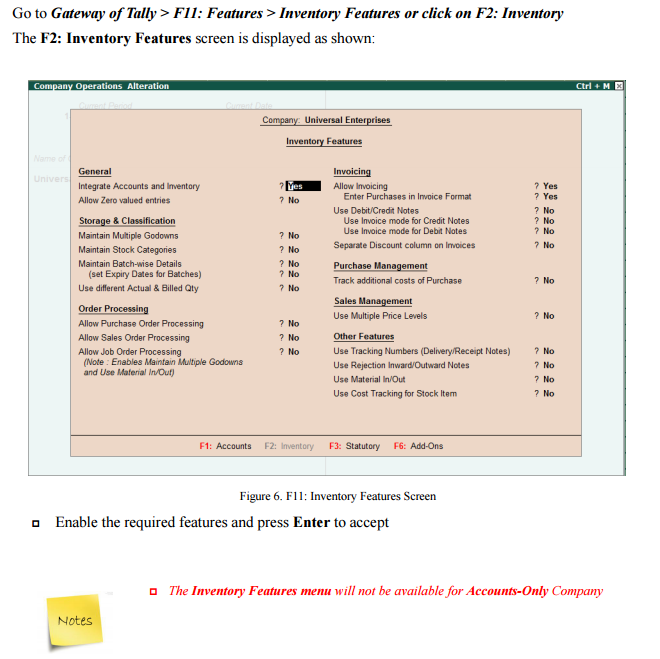 Go to Gateway of Tally > F11: Features > Inventory Features or click on F2: Inventory
The F2: Inventory Features screen is displayed as shown:
Company Operations Alteration
Ctrl + M
Current Period
Current Date
Company: Universal Enterprises
Inventory Features
Name of
Univers
General
Integrate Accounts and Inventory ? Yes
Allow Zero valued entries ? No
Storage & Classification
Maintain Multiple Godowns ? No
Maintain Stock Categories ? No
Maintain Batch-wise Details ? No
(set Expiry Dates for Batches) ? No
Use different Actual & Billed Qty ? No
Order Processing
Allow Purchase Order Processing ? No
Allow Sales Order Processing ? No
Allow Job Order Processing ? No
(Note : Enables Maintain Multiple Godowns
and Use Material In/Out)
Invoicing
Allow Invoicing ? Yes
Enter Purchases in Invoice Format ? Yes
Use Debit/Credit Notes ? No
Use Invoice mode for Credit Notes ? No
Use Invoice mode for Debit Notes ? No
Separate Discount column on Invoices ? No
Purchase Management
Track additional costs of Purchase ? No
Sales Management
Use Multiple Price Levels ? No
Other Features
Use Tracking Numbers (Delivery/Receipt Notes) ? No
Use Rejection Inward/Outward Notes ? No
Use Material In/Out ? No
Use Cost Tracking for Stock Item ? No
F1: Accounts F2: Inventory F3: Statutory F6: Add-Ons
Figure 6. F11: Inventory Features Screen
Enable the required features and press Enter to accept
The Inventory Features menu will not be available for Accounts-Only Company
Notes